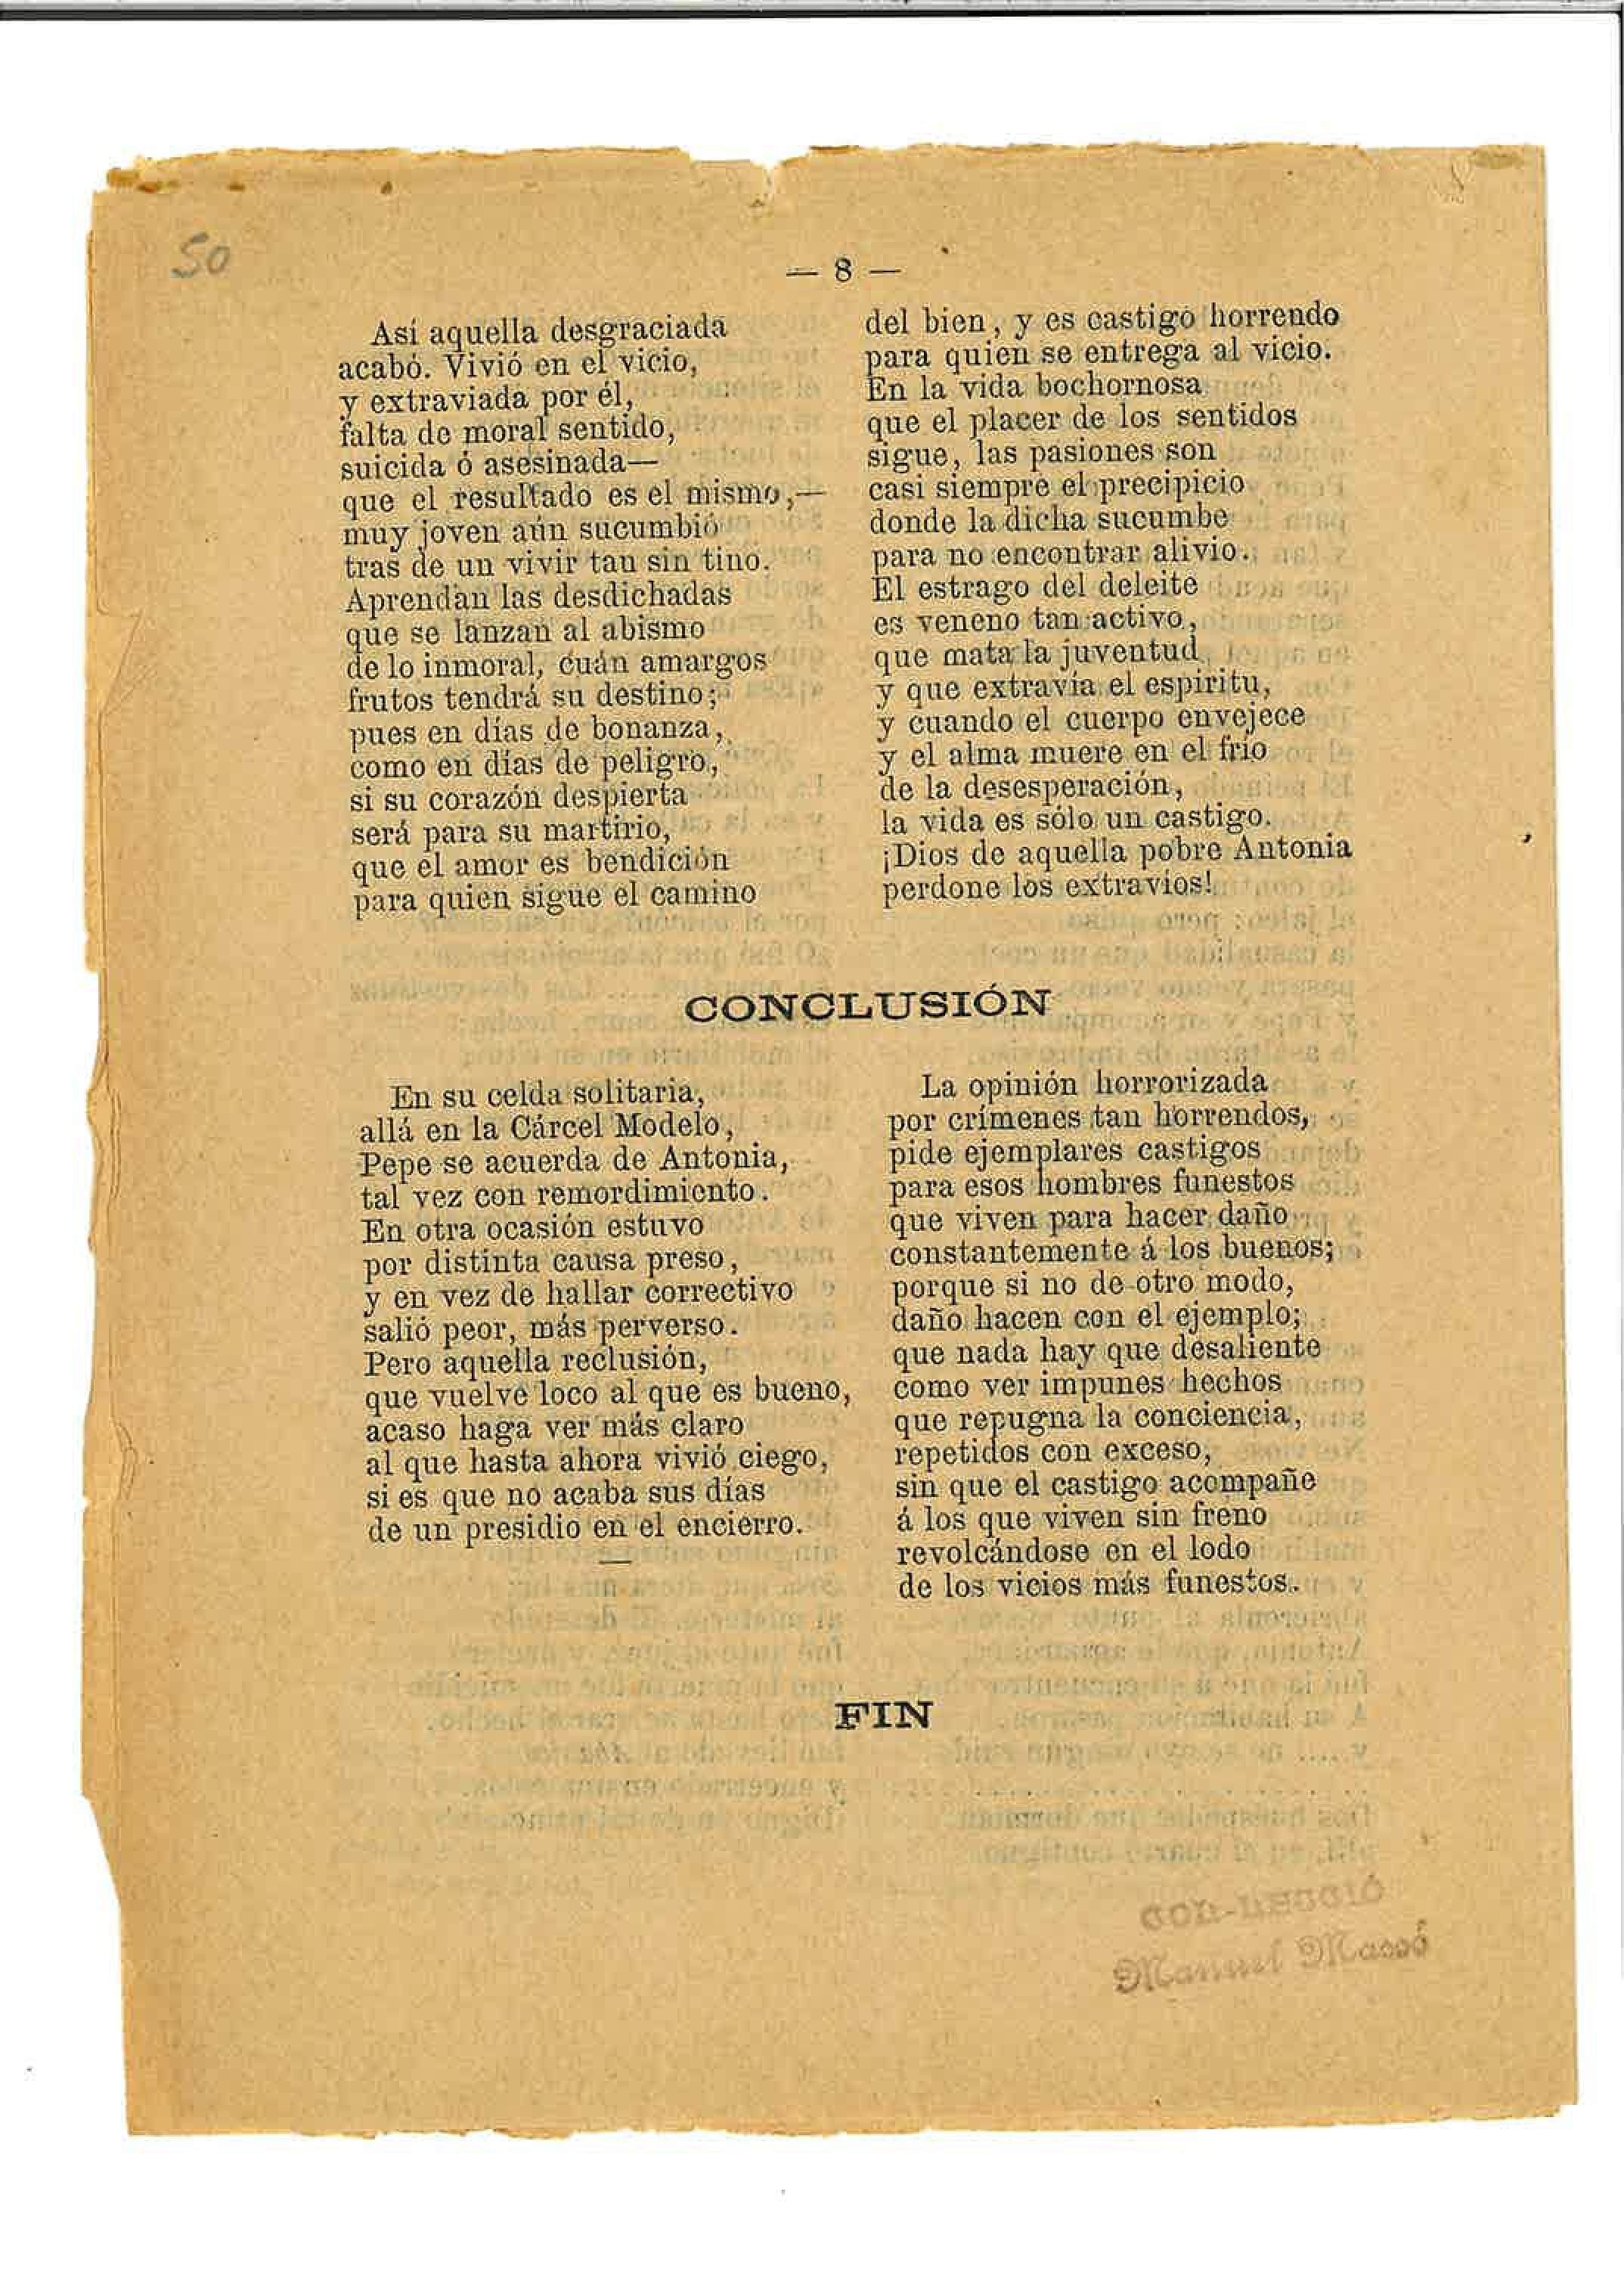 50
— 8 —
Así aquella desgraciada
acabó. Vivió en el vicio,
y extraviada por él,
falta de moral sentido,
suicida ó asesinada—
que el resultado es el mismo,—
muy joven aún sucumbió
tras de un vivir tan sin tino.
Aprendan las desdichadas
que se lanzan al abismo
de lo inmoral, cuán amargos
frutos tendrá su destino;
pues en días de bonanza,
como en días de peligro,
si su corazón despierta
será para su martirio,
que el amor es bendición
para quien sigue el camino
del bien, y es castigo horrendo
para quien se entrega al vicio.
En la vida bochornosa
que el placer de los sentidos
sigue, las pasiones son
casi siempre el precipicio
donde la dicha sucumbe
para no encontrar alivio.
El estrago del deleite
es veneno tan activo,
que mata la juventud
y que extravía el espiritu,
y cuando el cuerpo envejece
y el alma muere en el frío
de la desesperación,
la vida es sólo un castigo.
¡Dios de aquella pobre Antonia
perdone los extravios!
CONCLUSIÓN
En su celda solitaria,
allá en la Cárcel Modelo,
Pepe se acuerda de Antonia,
tal vez con remordimiento.
En otra ocasión estuvo
por distinta causa preso,
y en vez de hallar correctivo
salió peor, más perverso.
Pero aquella reclusión,
que vuelve loco al que es bueno,
acaso haga ver más claro
al que hasta ahora vivió ciego,
si es que no acaba sus días
de un presidio en el encierro.
La opinión horrorizada
por crímenes tan horrendos,
pide ejemplares castigos
para esos hombres funestos
que viven para hacer daño
constantemente á los buenos;
porque si no de otro modo,
daño hacen con el ejemplo;
que nada hay que desaliente
como ver impunes hechos
que repugna la conciencia,
repetidos con exceso,
sin que el castigo acompañe
á los que viven sin freno
revolcándose en el lodo
de los vicios más funestos.
FIN
Manuel Massó